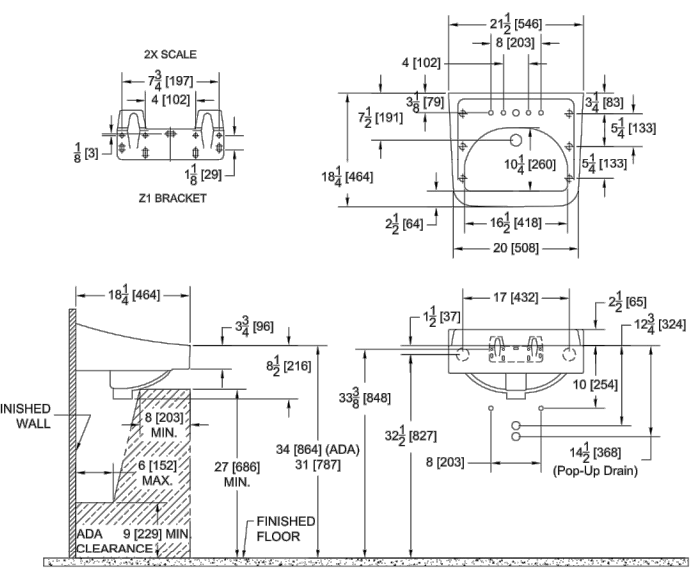 2X SCALE
7 3/4 [197]
4 [102]
1/8 [3]
1 1/8 [29]
Z1 BRACKET
21 1/2 [546]
8 [203]
4 [102]
3 1/8 [79]
7 1/2 [191]
3 1/4 [83]
5 1/4 [133]
5 1/4 [133]
10 1/4 [260]
18 1/4 [464]
2 1/2 [64]
16 1/2 [418]
20 [508]
18 1/4 [464]
3 3/4 [96]
8 1/2 [216]
INISHED
WALL
8 [203]
MIN.
6 [152]
MAX.
27 [686]
MIN.
34 [864] (ADA)
31 [787]
ADA 9 [229] MIN.
CLEARANCE
FINISHED
FLOOR
17 [432]
2 1/2 [65]
1 1/2 [37]
12 3/4 [324]
10 [254]
33 3/8 [848]
32 1/2 [827]
8 [203]
14 1/2 [368]
(Pop-Up Drain)